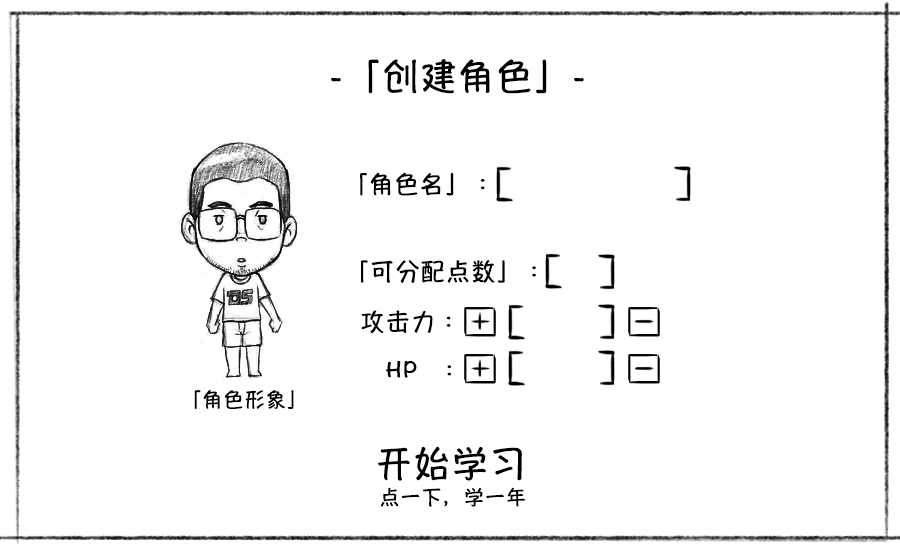 -「创建角色」-
「角色名」：[ ]
「可分配点数」：[ ]
攻击力：+ [ ] -
HP ：+ [ ] -
「角色形象」
开始学习
点一下，学一年